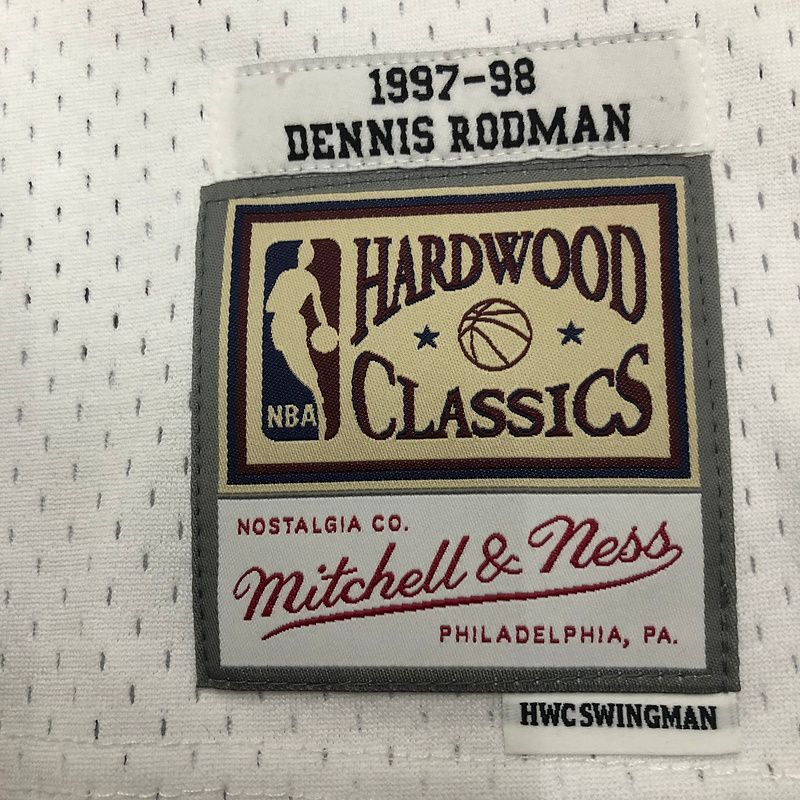 1997-98
DENNIS RODMAN
HARDWOOD
CLASSICS
NBA
NOSTALGIA CO.
Mitchell & Ness
PHILADELPHIA, PA.
HWC SWINGMAN